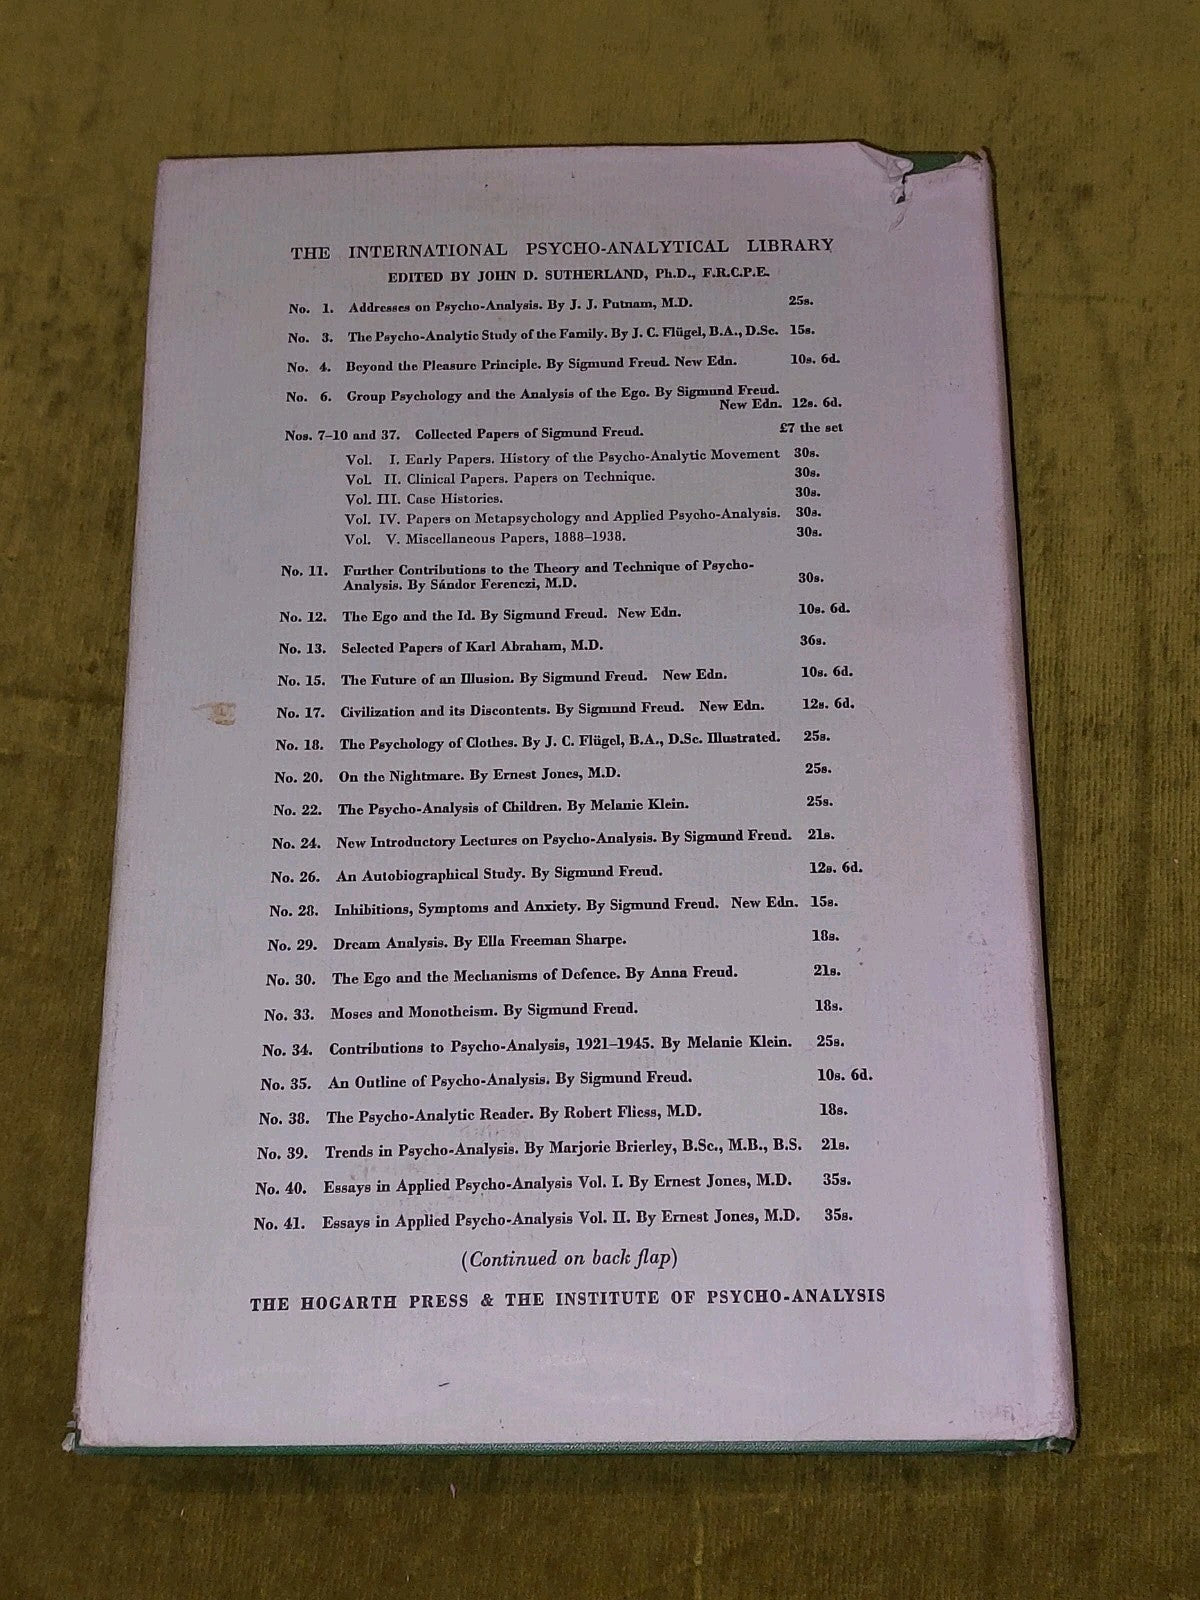 THE INTERNATIONAL PSYCHO-ANALYTICAL LIBRARY
EDITED BY JOHN D. SUTHERLAND, Ph.D., F.R.C.P.E.
No. 1. Addresses on Psycho-Analysis. By J. J. Putnam, M.D. 25s.
No. 3. The Psycho-Analytic Study of the Family. By J. C. Flügel, B.A., D.Sc. 15s.
No. 4. Beyond the Pleasure Principle. By Sigmund Freud. New Edn. 10s. 6d.
No. 6. Group Psychology and the Analysis of the Ego. By Sigmund Freud.
New Edn. 12s. 6d.
Nos. 7–10 and 37. Collected Papers of Sigmund Freud. £7 the set
Vol. I. Early Papers. History of the Psycho-Analytic Movement 30s.
Vol. II. Clinical Papers. Papers on Technique. 30s.
Vol. III. Case Histories. 30s.
Vol. IV. Papers on Metapsychology and Applied Psycho-Analysis. 30s.
Vol. V. Miscellaneous Papers, 1888–1938. 30s.
No. 11. Further Contributions to the Theory and Technique of Psycho-
Analysis. By Sándor Ferenczi, M.D. 30s.
No. 12. The Ego and the Id. By Sigmund Freud. New Edn. 10s. 6d.
No. 13. Selected Papers of Karl Abraham, M.D. 36s.
No. 15. The Future of an Illusion. By Sigmund Freud. New Edn. 10s. 6d.
No. 17. Civilization and its Discontents. By Sigmund Freud. New Edn. 12s. 6d.
No. 18. The Psychology of Clothes. By J. C. Flügel, B.A., D.Sc. Illustrated. 25s.
No. 20. On the Nightmare. By Ernest Jones, M.D. 25s.
No. 22. The Psycho-Analysis of Children. By Melanie Klein. 25s.
No. 24. New Introductory Lectures on Psycho-Analysis. By Sigmund Freud. 21s.
No. 26. An Autobiographical Study. By Sigmund Freud. 12s. 6d.
No. 28. Inhibitions, Symptoms and Anxiety. By Sigmund Freud. New Edn. 15s.
No. 29. Dream Analysis. By Ella Freeman Sharpe. 18s.
No. 30. The Ego and the Mechanisms of Defence. By Anna Freud. 21s.
No. 33. Moses and Monotheism. By Sigmund Freud. 18s.
No. 34. Contributions to Psycho-Analysis, 1921–1945. By Melanie Klein. 25s.
No. 35. An Outline of Psycho-Analysis. By Sigmund Freud. 10s. 6d.
No. 38. The Psycho-Analytic Reader. By Robert Fliess, M.D. 18s.
No. 39. Trends in Psycho-Analysis. By Marjorie Brierley, B.Sc., M.B., B.S. 21s.
No. 40. Essays in Applied Psycho-Analysis Vol. I. By Ernest Jones, M.D. 35s.
No. 41. Essays in Applied Psycho-Analysis Vol. II. By Ernest Jones, M.D. 35s.
(Continued on back flap)
THE HOGARTH PRESS & THE INSTITUTE OF PSYCHO-ANALYSIS